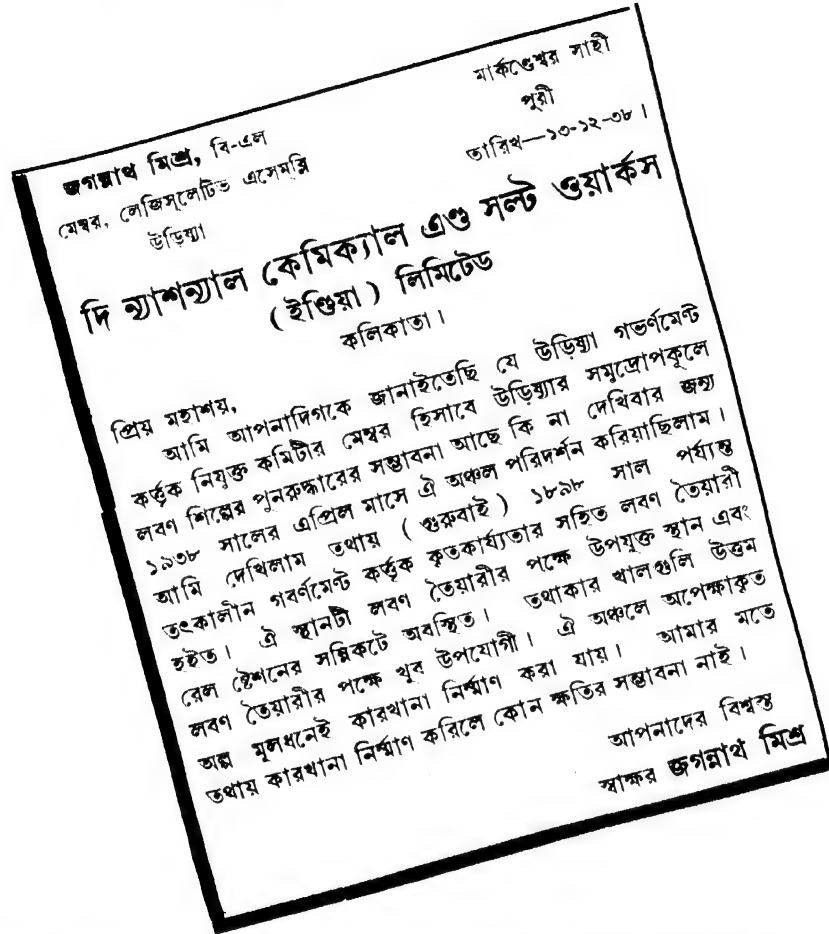 মার্কণ্ডেশ্বর সাহী
পুরী
তারিখ—১৩-১২-৩৮।
জগন্নাথ মিশ্র, বি-এল
মেম্বর, লেজিস্‌লেটিভ এসেমব্লি
উড়িষ্যা
দি ন্যাশন্যাল কেমিক্যাল এণ্ড সল্ট ওয়ার্কস
(ইণ্ডিয়া) লিমিটেড
কলিকাতা।
প্রিয় মহাশয়,
আমি আপনাদিগকে জানাইতেছি যে উড়িষ্যা গভর্ণমেন্ট
কর্ত্তৃক নিযুক্ত কমিটীর মেম্বর হিসাবে উড়িষ্যার সমুদ্রোপকূলে
লবণ শিল্পের পুনরুদ্ধারের সম্ভাবনা আছে কি না দেখিবার জন্য
১৯৩৮ সালের এপ্রিল মাসে ঐ অঞ্চল পরিদর্শন করিয়াছিলাম।
আমি দেখিলাম তথায় (গুরুবাই) ১৮৯৮ সাল পর্য্যন্ত
তৎকালীন গবর্ণমেন্ট কর্ত্তৃক কৃতকার্য্যতার সহিত লবণ তৈয়ারী
হইত। ঐ স্থানটী লবণ তৈয়ারীর পক্ষে উপযুক্ত স্থান এবং
রেল ষ্টেশনের সন্নিকটে অবস্থিত। তথাকার খালগুলি উত্তম
লবণ তৈয়ারীর পক্ষে খুব উপযোগী। ঐ অঞ্চলে অপেক্ষাকৃত
অল্প মূলধনেই কারখানা নির্ম্মাণ করা যায়। আমার মতে
তথায় কারখানা নির্ম্মাণ করিলে কোন ক্ষতির সম্ভাবনা নাই।
আপনাদের বিশ্বস্ত
স্বাক্ষর জগন্নাথ মিশ্র